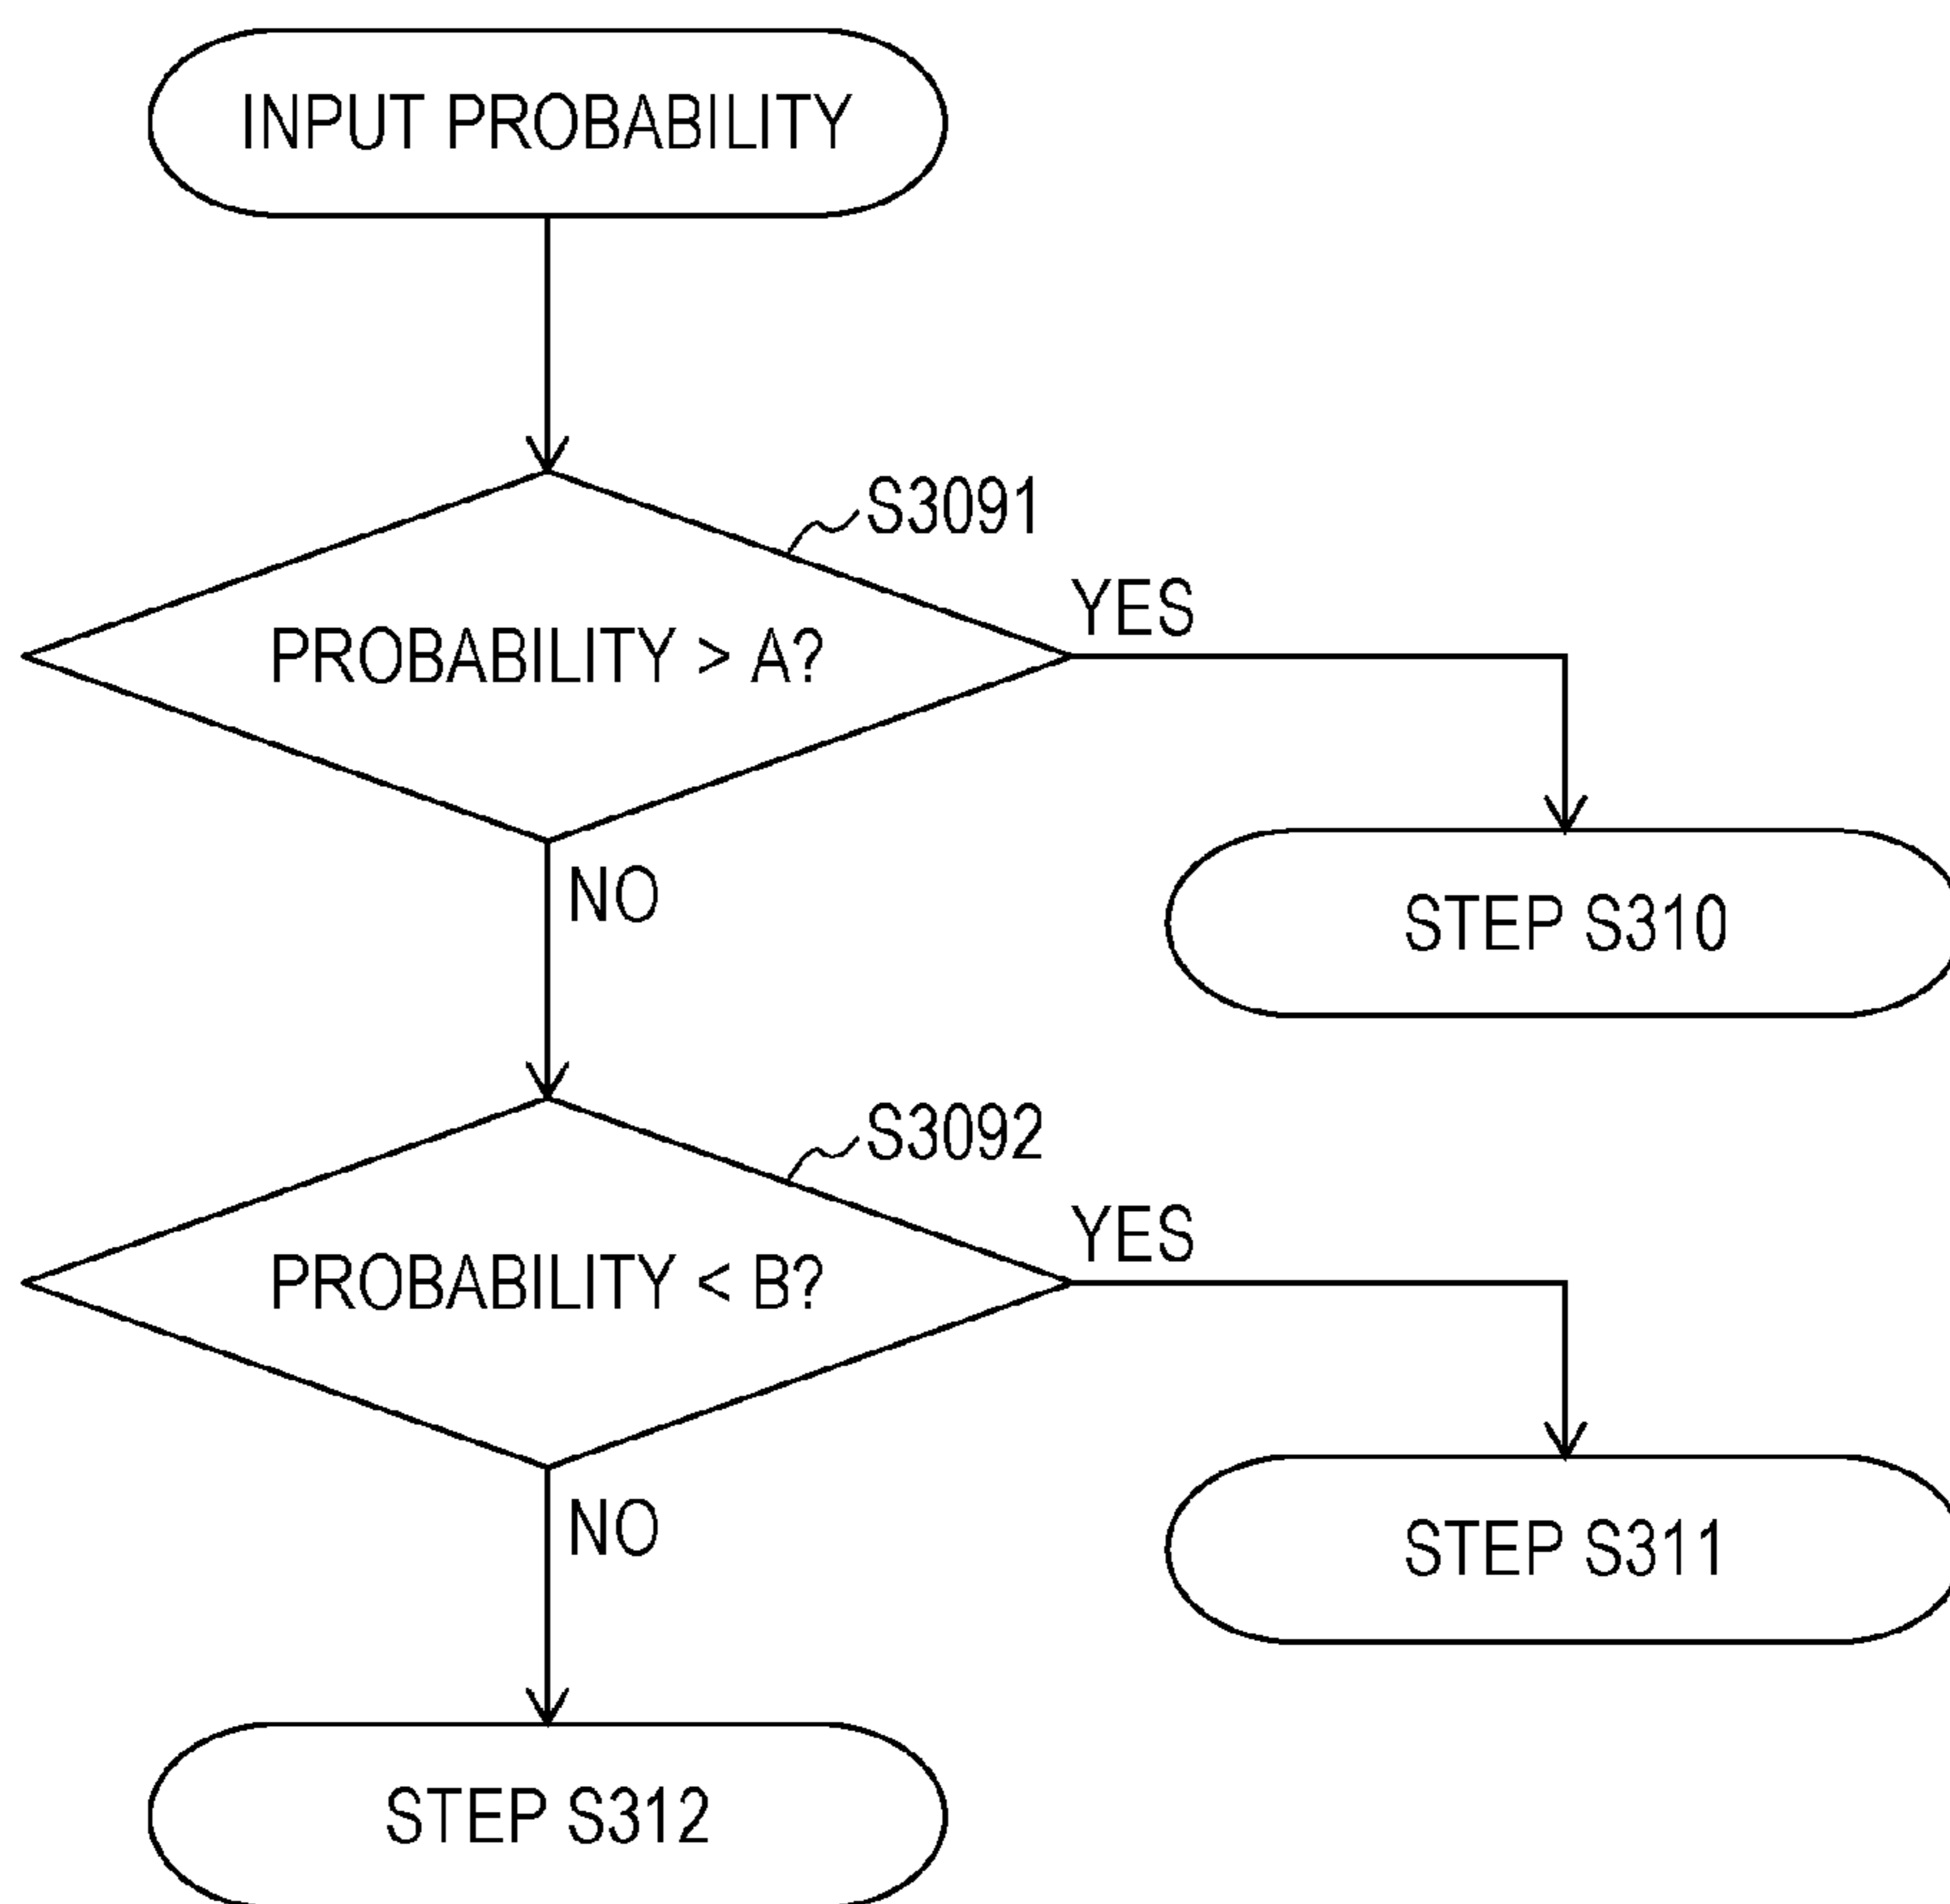 INPUT PROBABILITY
S3091
PROBABILITY > A?
YES
NO
STEP S310
S3092
PROBABILITY < B?
YES
NO
STEP S311
STEP S312